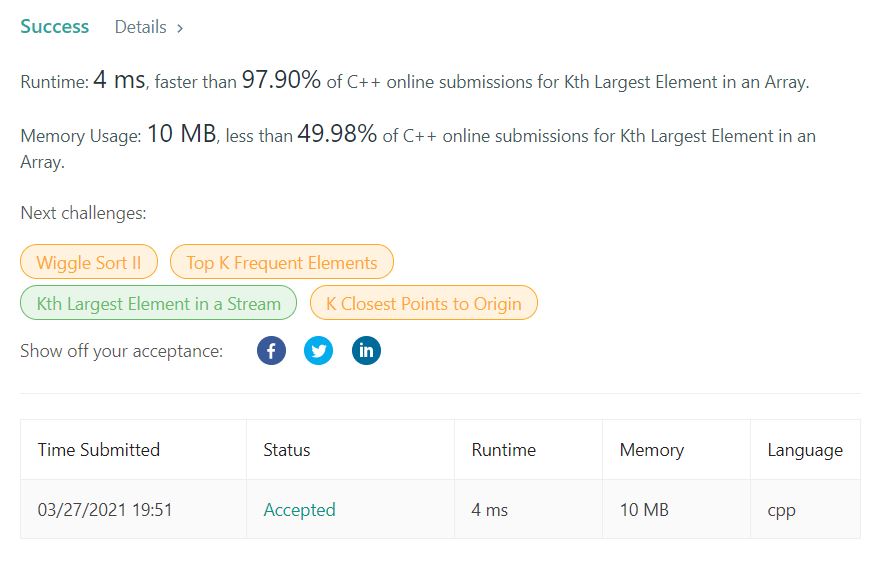 Success Details >
Runtime: 4 ms, faster than 97.90% of C++ online submissions for Kth Largest Element in an Array.
Memory Usage: 10 MB, less than 49.98% of C++ online submissions for Kth Largest Element in an
Array.
Next challenges:
Wiggle Sort II Top K Frequent Elements
Kth Largest Element in a Stream K Closest Points to Origin
Show off your acceptance:
Time Submitted Status Runtime Memory Language
03/27/2021 19:51 Accepted 4 ms 10 MB cpp